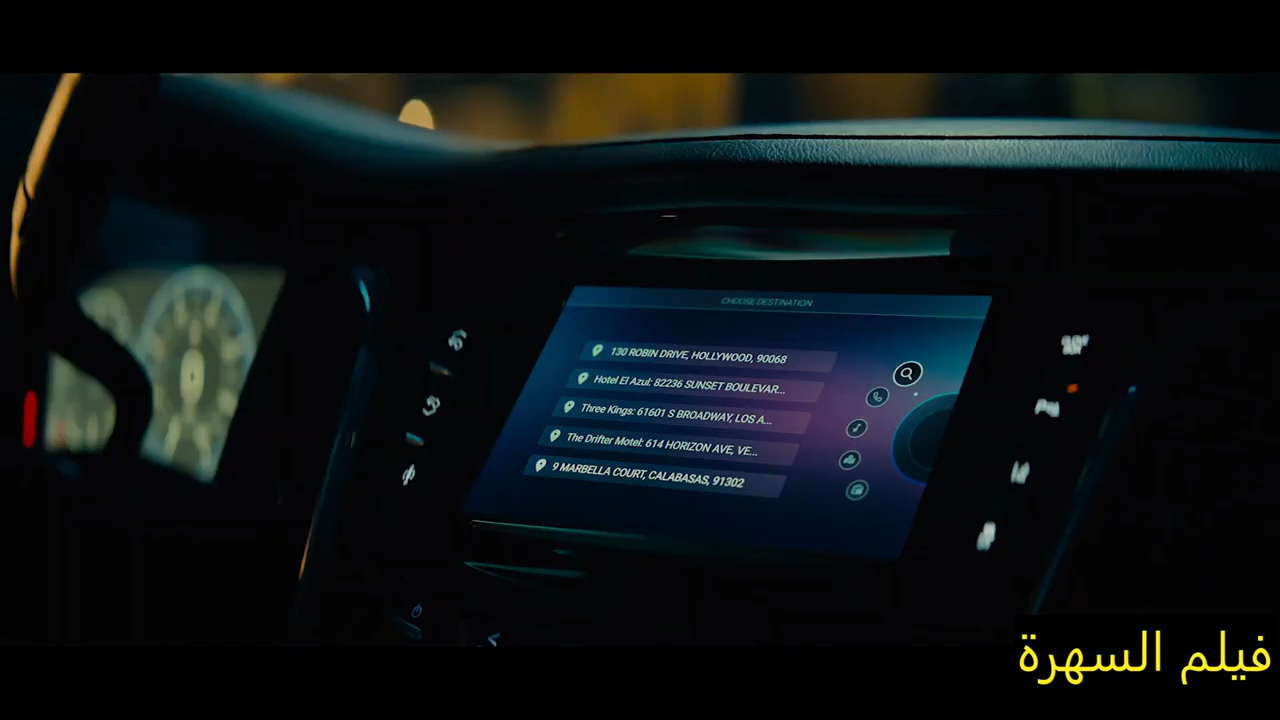 CHOOSE DESTINATION
130 ROBIN DRIVE, HOLLYWOOD, 90068
Hotel El Azul: 82236 SUNSET BOULEVAR...
Three Kings: 61601 S BROADWAY, LOS A...
The Drifter Motel: 614 HORIZON AVE, VE...
9 MARBELLA COURT, CALABASAS, 91302
فيلم السهرة